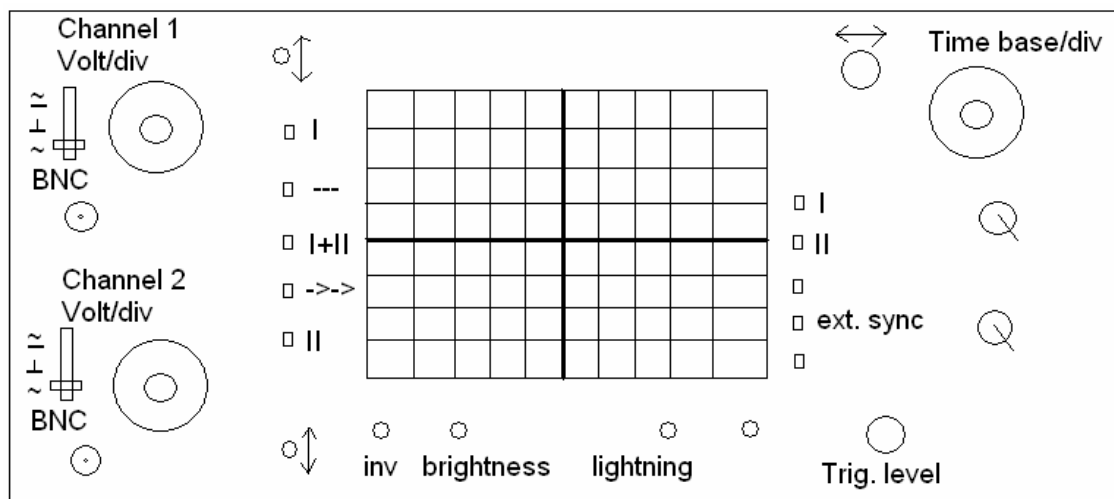 Channel 1
Volt/div
~
⊥
~
BNC
Channel 2
Volt/div
~
⊥
~
BNC
I
---
I+II
->->
II
inv
brightness
lightning
Time base/div
I
II
ext. sync
Trig. level